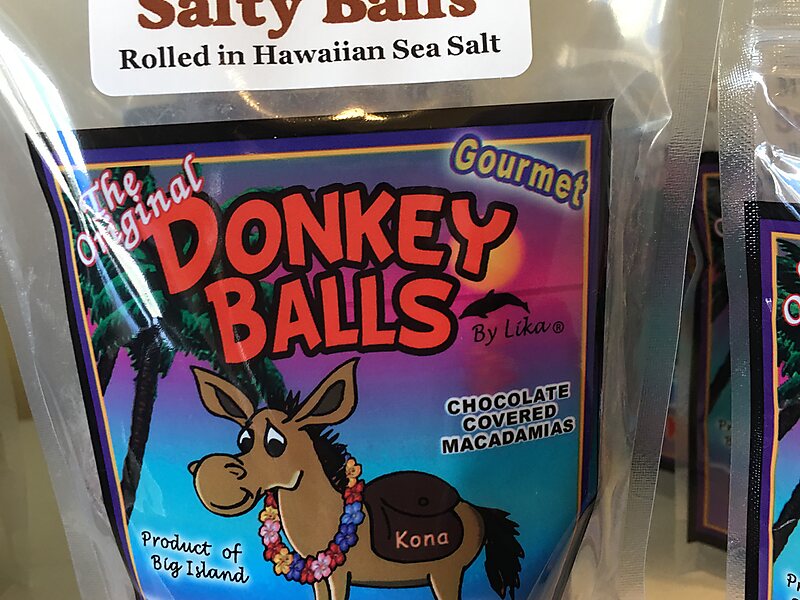 Salty Balls
Rolled in Hawaiian Sea Salt
The
Original
Gourmet
DONKEY
BALLS
By Lika®
CHOCOLATE
COVERED
MACADAMIAS
Kona
Product of
Big Island